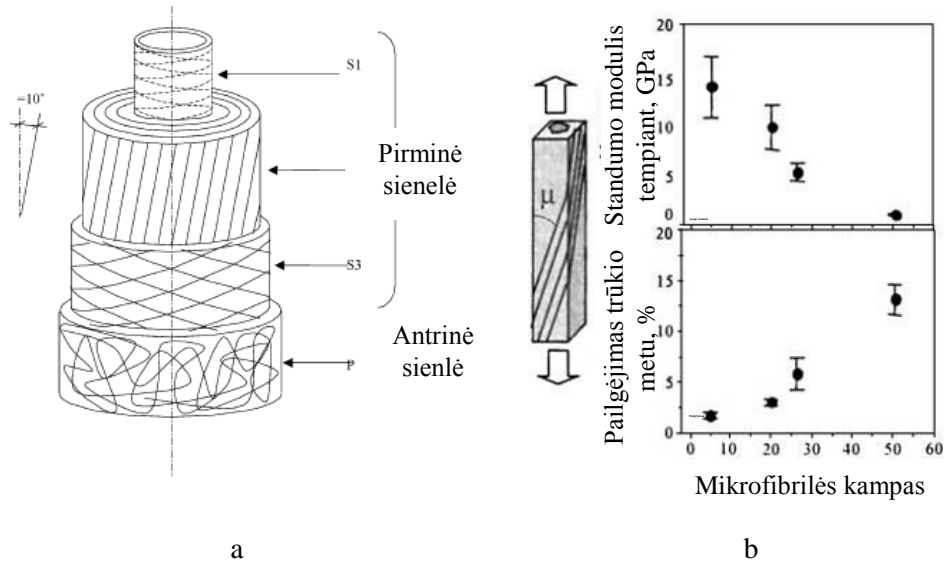 =10°
S1
Pirminė
sienelė
S3
Antrinė
sienlė
P
a
μ
Standumo modulis
tempiant, GPa
20
15
10
5
0
Pailgėjimas trūkio
metu, %
20
15
10
5
0
0 10 20 30 40 50 60
Mikrofibrilės kampas
b